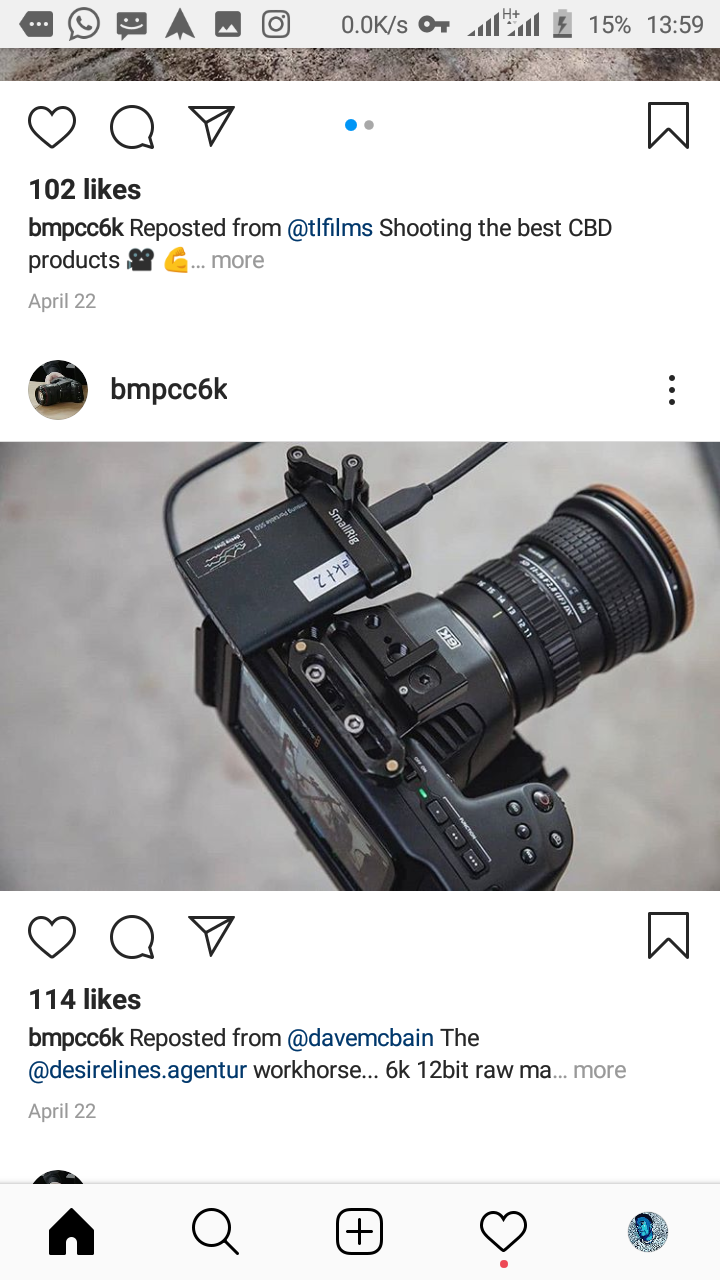 0.0K/s H+ 15% 13:59
102 likes
bmpcc6k Reposted from @tlfilms Shooting the best CBD
products 🎥 💪... more
April 22
bmpcc6k
SmallRig
6K
FUNCTION
114 likes
bmpcc6k Reposted from @davemcbain The
@desirelines.agentur workhorse... 6k 12bit raw ma... more
April 22